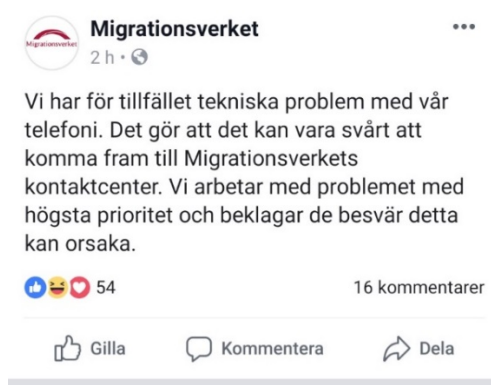 Migrationsverket
Migrationsverket
2 h ·
Vi har för tillfället tekniska problem med vår
telefoni. Det gör att det kan vara svårt att
komma fram till Migrationsverkets
kontaktcenter. Vi arbetar med problemet med
högsta prioritet och beklagar de besvär detta
kan orsaka.
54
16 kommentarer
Gilla
Kommentera
Dela